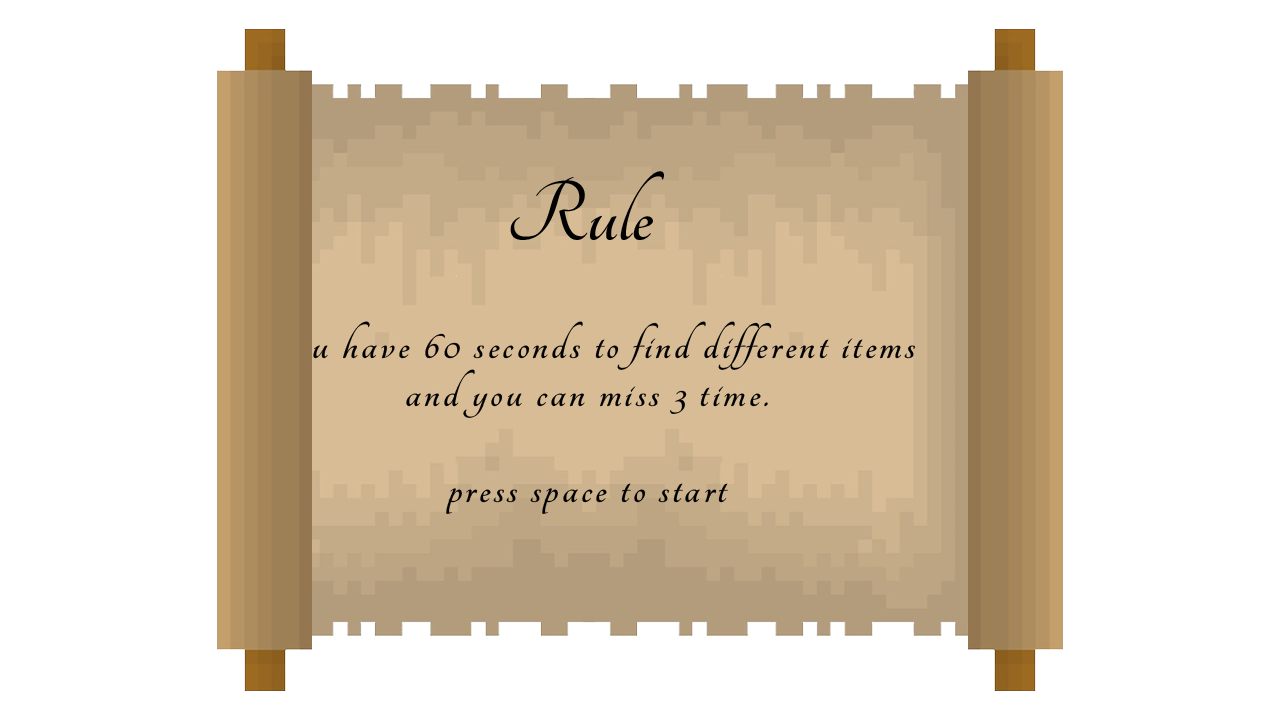 Rule
u have 60 seconds to find different items
and you can miss 3 time.
press space to start